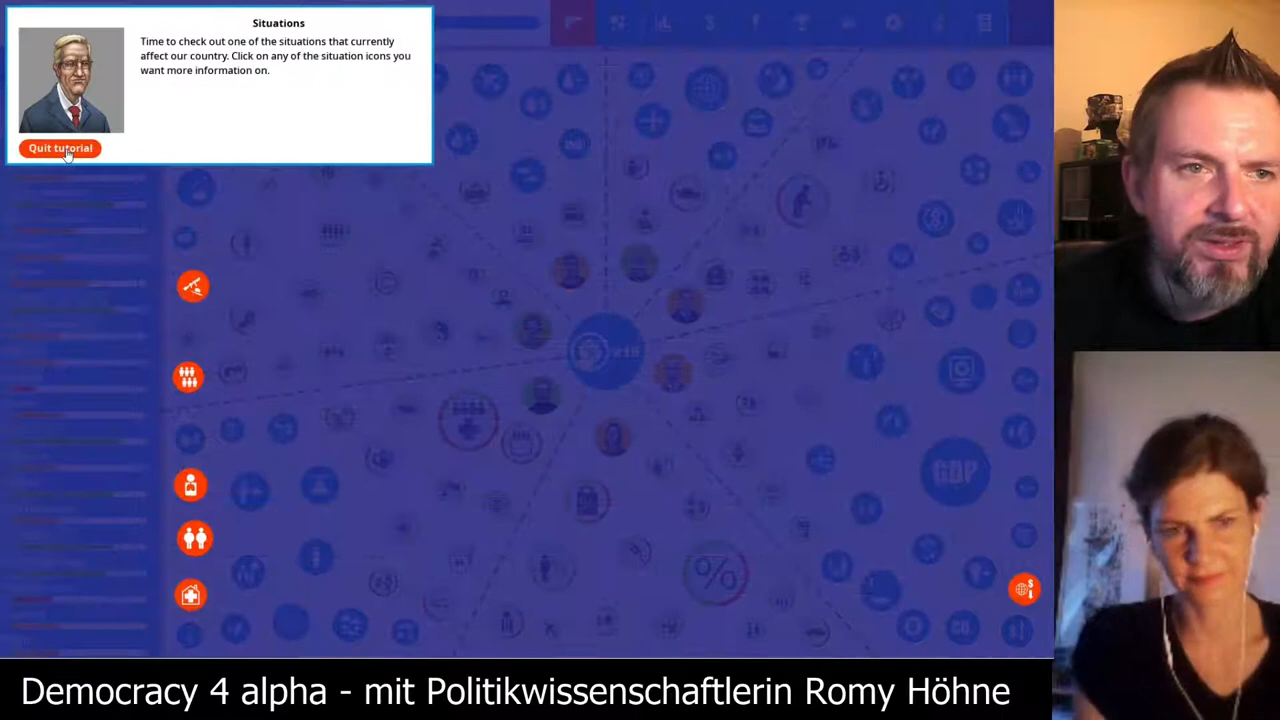 Situations
Time to check out one of the situations that currently
affect our country. Click on any of the situation icons you
want more information on.
Quit tutorial
GDP
%
Democracy 4 alpha - mit Politikwissenschaftlerin Romy Höhne